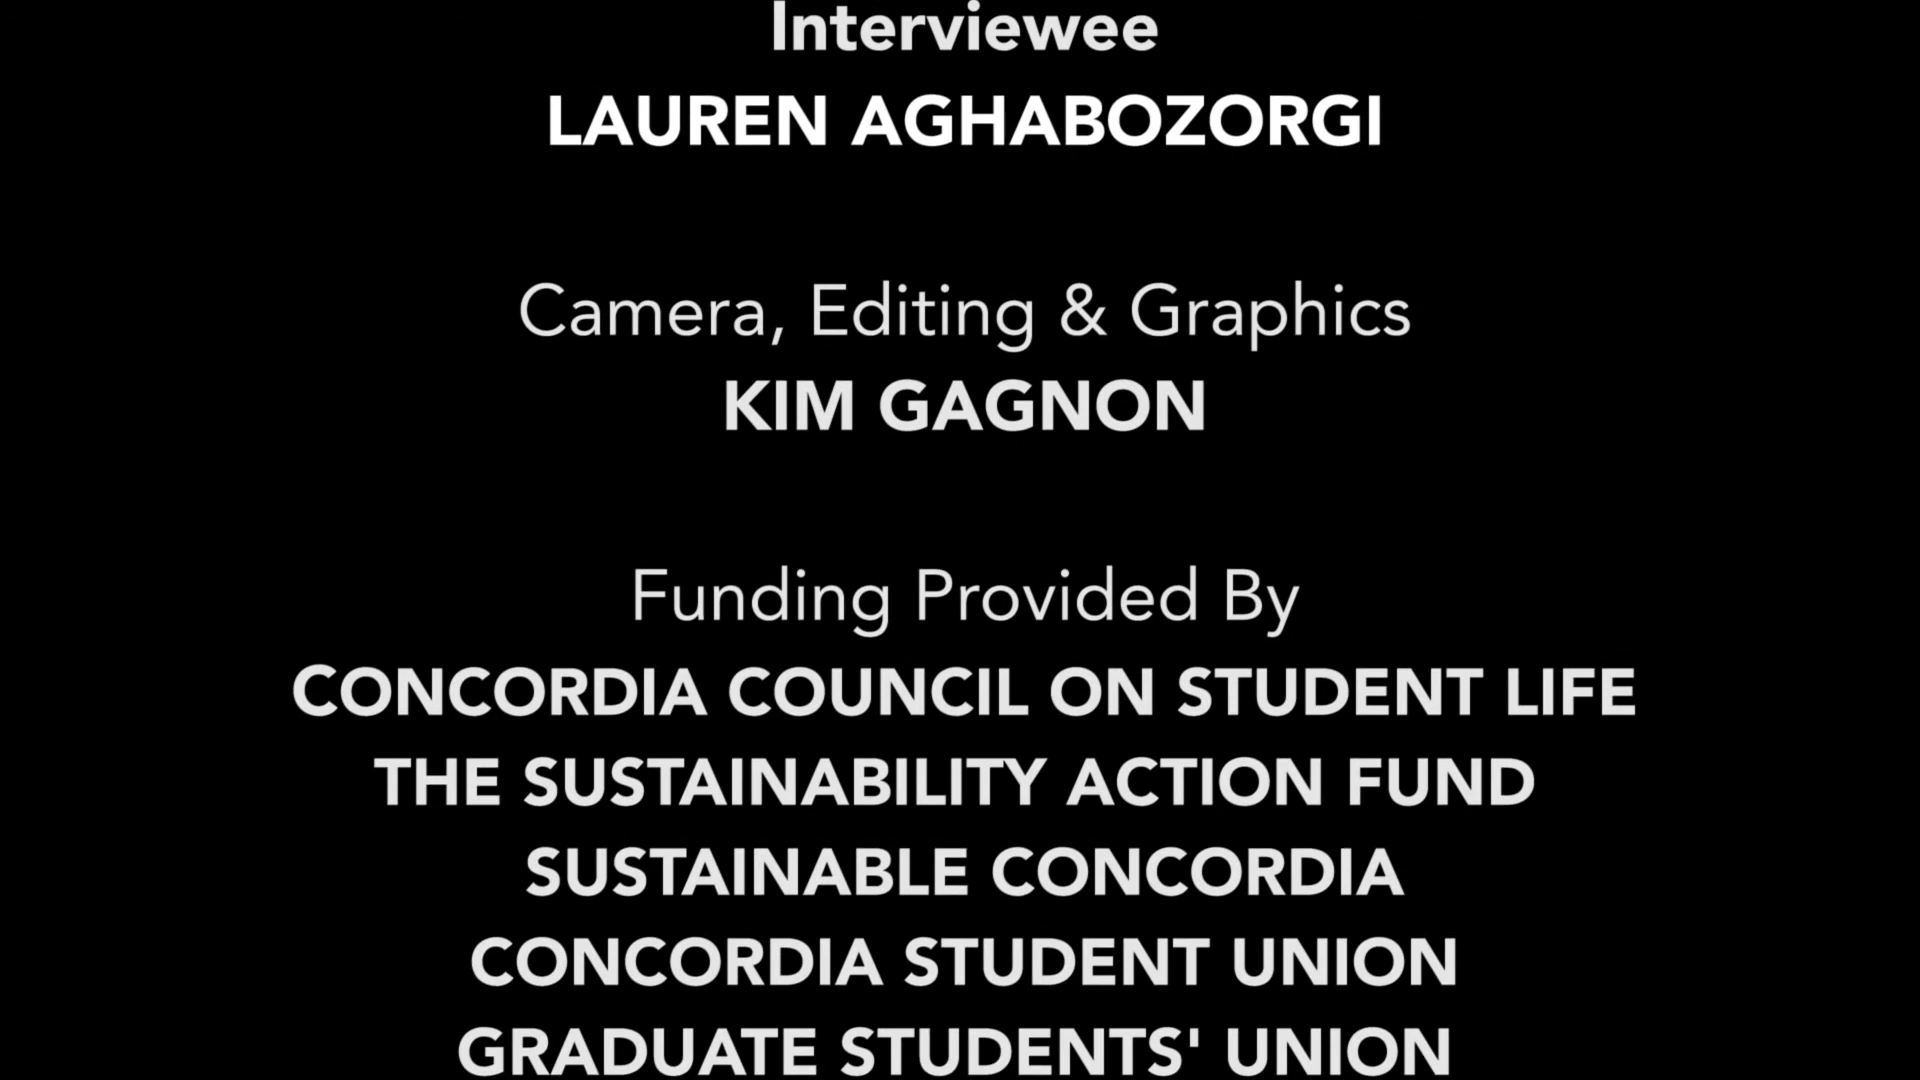 Interviewee
LAUREN AGHABOZORGI
Camera, Editing & Graphics
KIM GAGNON
Funding Provided By
CONCORDIA COUNCIL ON STUDENT LIFE
THE SUSTAINABILITY ACTION FUND
SUSTAINABLE CONCORDIA
CONCORDIA STUDENT UNION
GRADUATE STUDENTS' UNION